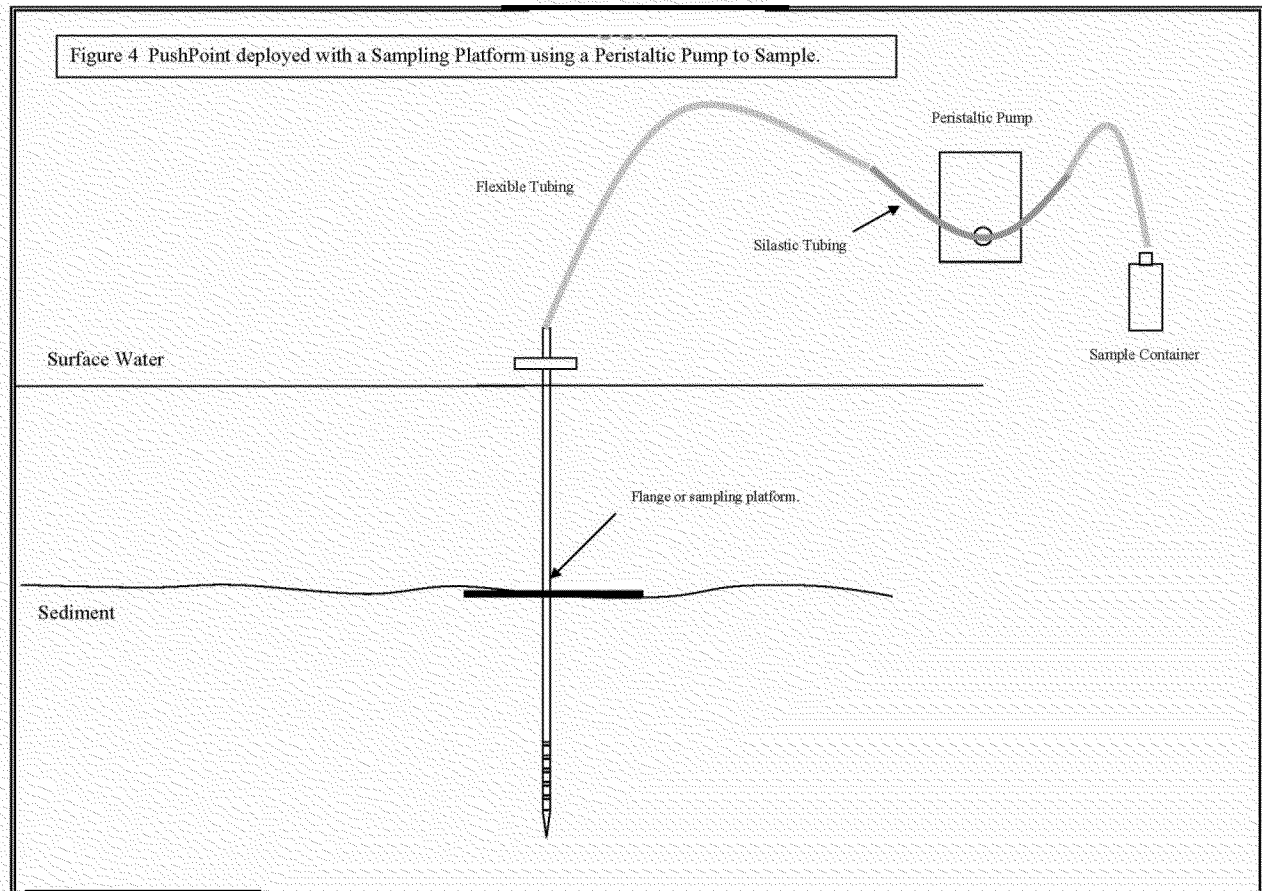 Figure 4 PushPoint deployed with a Sampling Platform using a Peristaltic Pump to Sample.
Peristaltic Pump
Flexible Tubing
Silastic Tubing
Surface Water
Sample Container
Flange or sampling platform.
Sediment